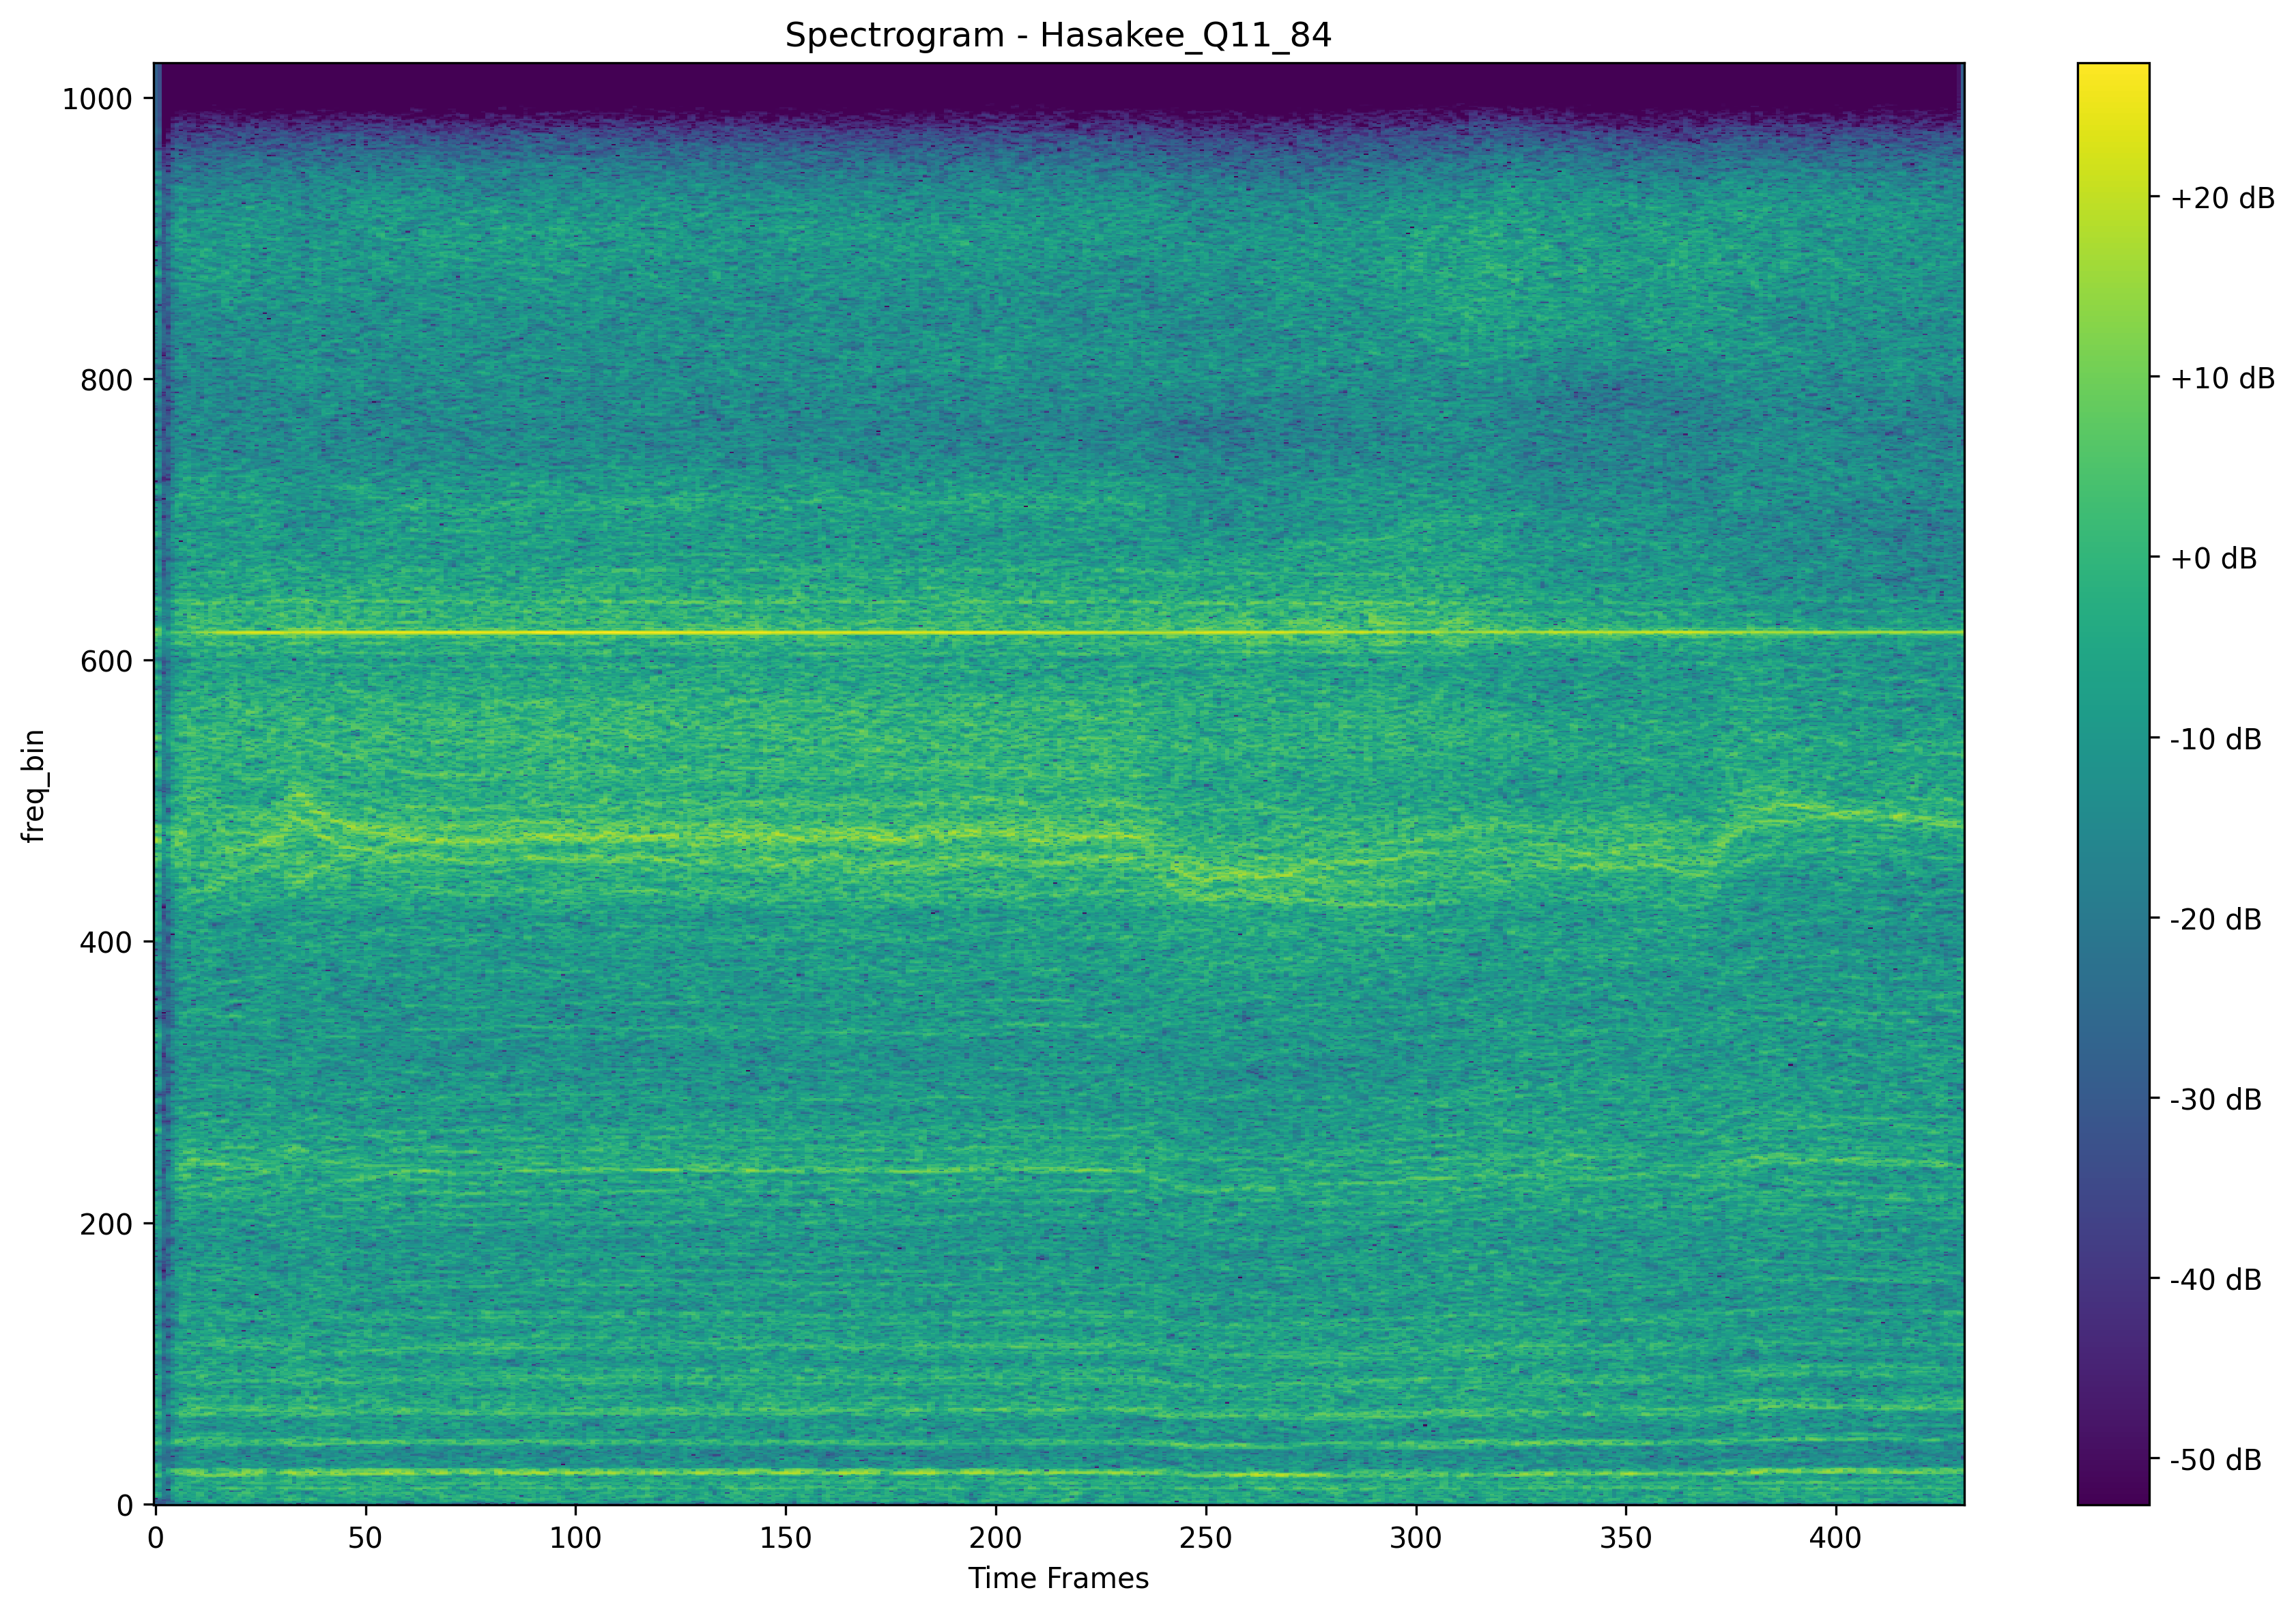 Spectrogram - Hasakee_Q11_84
1000
800
600
400
200
0
freq_bin
0 50 100 150 200 250 300 350 400
Time Frames
+20 dB
+10 dB
+0 dB
-10 dB
-20 dB
-30 dB
-40 dB
-50 dB